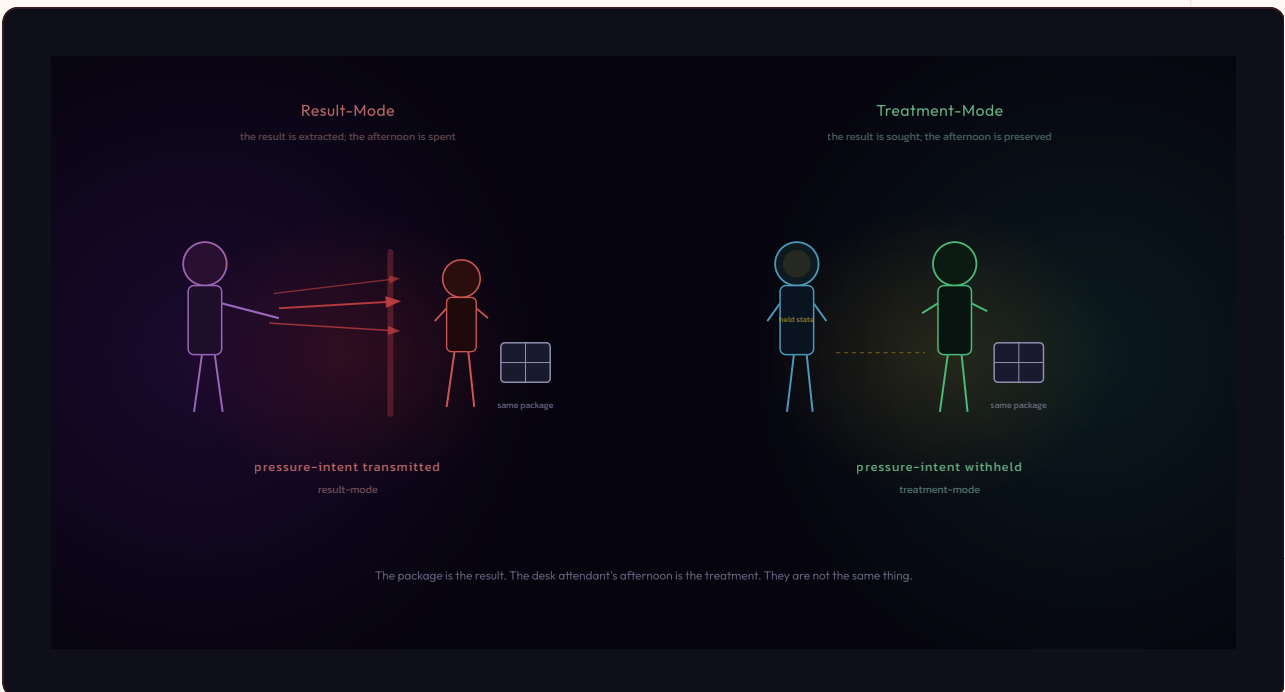 Result-Mode
the result is extracted; the afternoon is spent
same package
pressure-intent transmitted
result-mode
Treatment-Mode
the result is sought; the afternoon is preserved
held state
same package
pressure-intent withheld
treatment-mode
The package is the result. The desk attendant's afternoon is the treatment. They are not the same thing.